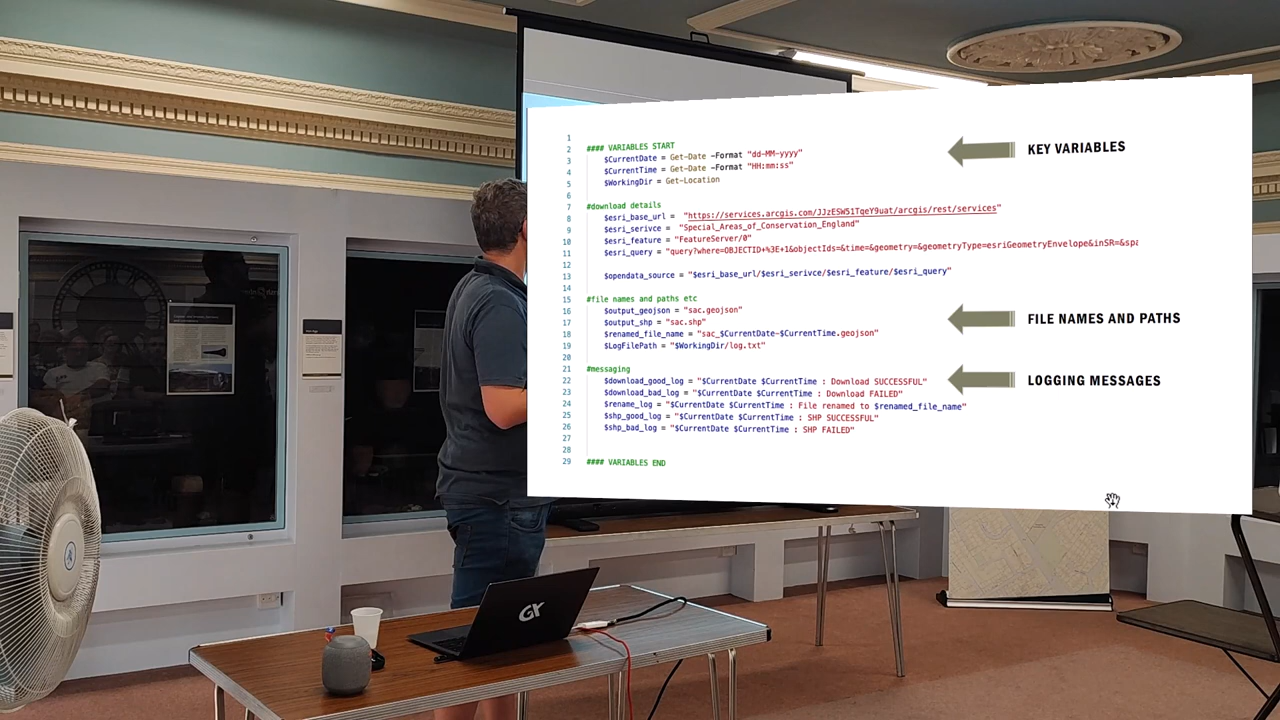 1
2 #### VARIABLES START
3 $CurrentDate = Get-Date -Format "dd-MM-yyyy"
4 $CurrentTime = Get-Date -Format "HH:mm:ss"
5 $WorkingDir = Get-Location
6
7 #download details
8 $esri_base_url = "https://services.arcgis.com/JJzESW51TqeY9uat/arcgis/rest/services"
9 $esri_serivce = "Special_Areas_of_Conservation_England"
10 $esri_feature = "FeatureServer/0"
11 $esri_query = "query?where=OBJECTID+%3E+1&objectIds=&time=&geometry=&geometryType=esriGeometryEnvelope&inSR=&spa
12
13 $opendata_source = "$esri_base_url/$esri_serivce/$esri_feature/$esri_query"
14
15 #file names and paths etc
16 $output_geojson = "sac.geojson"
17 $output_shp = "sac.shp"
18 $renamed_file_name = "sac_$CurrentDate-$CurrentTime.geojson"
19 $LogFilePath = "$WorkingDir/log.txt"
20
21 #messaging
22 $download_good_log = "$CurrentDate $CurrentTime : Download SUCCESSFUL"
23 $download_bad_log = "$CurrentDate $CurrentTime : Download FAILED"
24 $rename_log = "$CurrentDate $CurrentTime : File renamed to $renamed_file_name"
25 $shp_good_log = "$CurrentDate $CurrentTime : SHP SUCCESSFUL"
26 $shp_bad_log = "$CurrentDate $CurrentTime : SHP FAILED"
27
28
29 #### VARIABLES END
KEY VARIABLES
FILE NAMES AND PATHS
LOGGING MESSAGES
GX